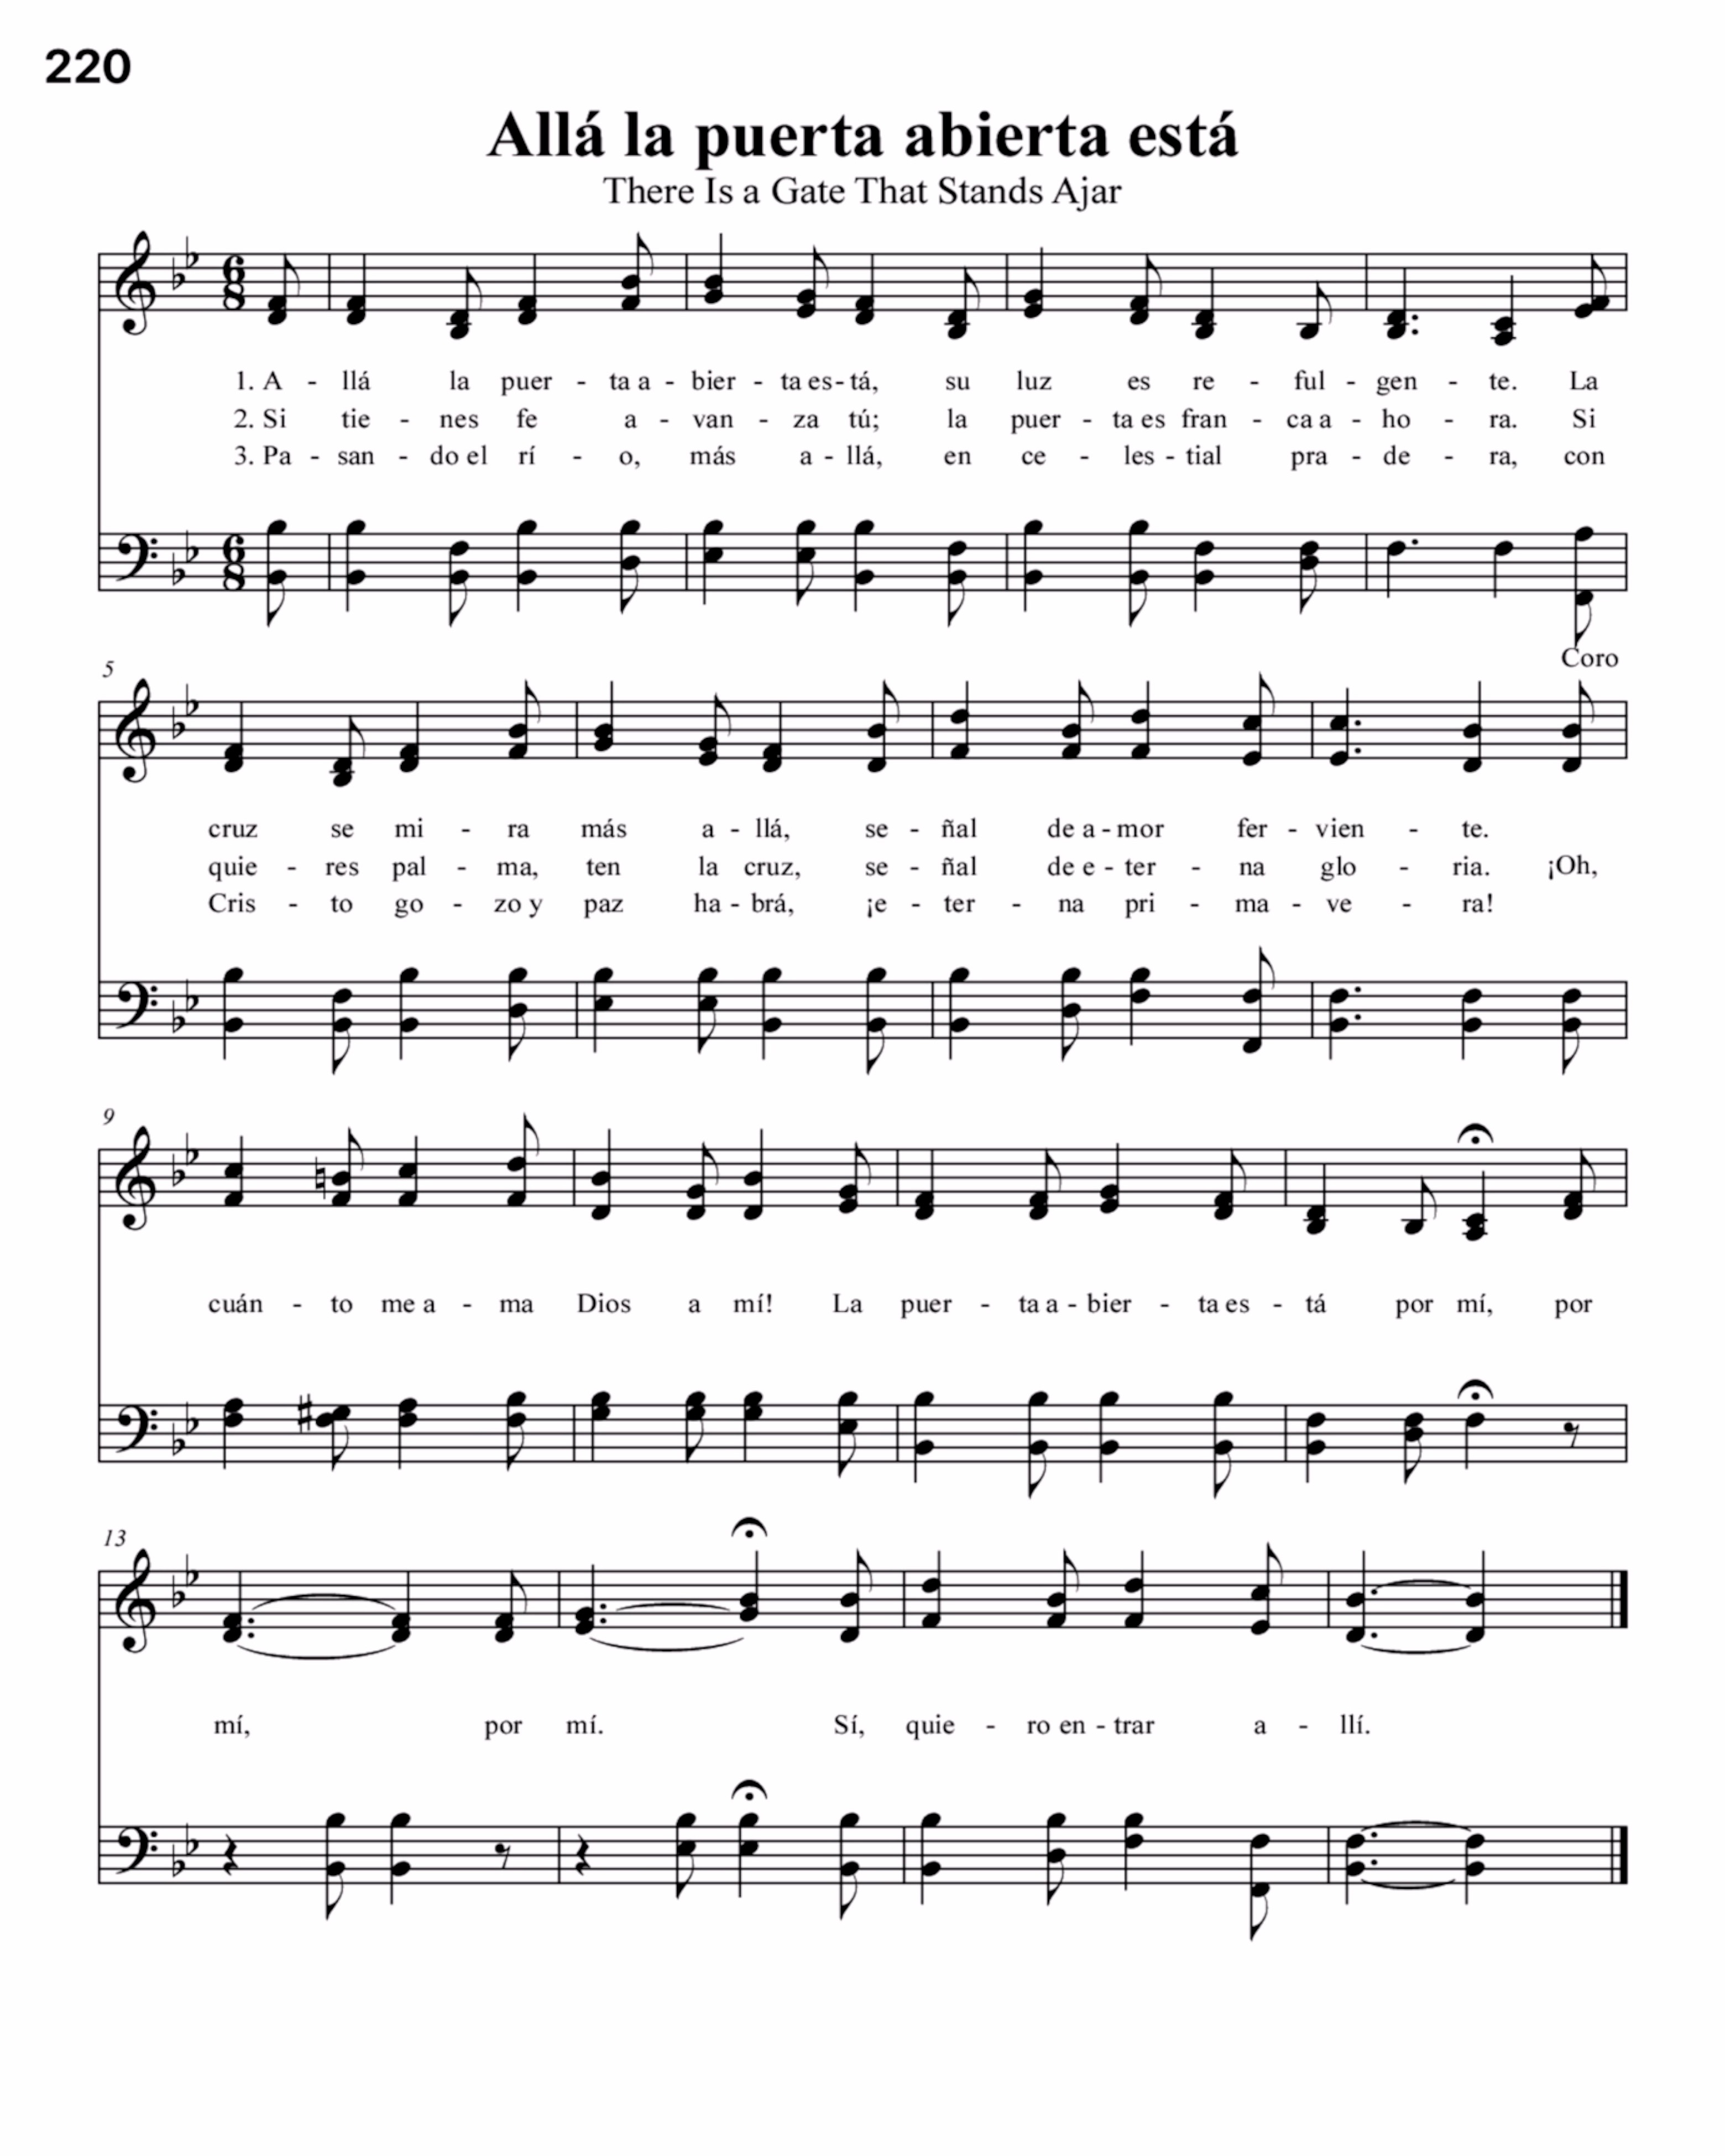 220
Allá la puerta abierta está
There Is a Gate That Stands Ajar
1. A - llá la puer - ta a - bier - ta es - tá, su luz es re - ful - gen - te. La
2. Si tie - nes fe a - van - za tú; la puer - ta es fran - ca a - ho - ra. Si
3. Pa - san - do el rí - o, más a - llá, en ce - les - tial pra - de - ra, con
Coro
5
cruz se mi - ra más a - llá, se - ñal de a - mor fer - vien - te.
quie - res pal - ma, ten la cruz, se - ñal de e - ter - na glo - ria. ¡Oh,
Cris - to go - zo y paz ha - brá, ¡e - ter - na pri - ma - ve - ra!
9
cuán - to me a - ma Dios a mí! La puer - ta a - bier - ta es - tá por mí, por
13
mí, por mí. Sí, quie - ro en - trar a - llí.